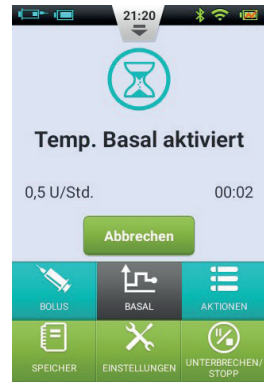 21:20
Temp. Basal aktiviert
0,5 U/Std. 00:02
Abbrechen
BOLUS BASAL AKTIONEN
SPEICHER EINSTELLUNGEN UNTERBRECHEN/
STOPP